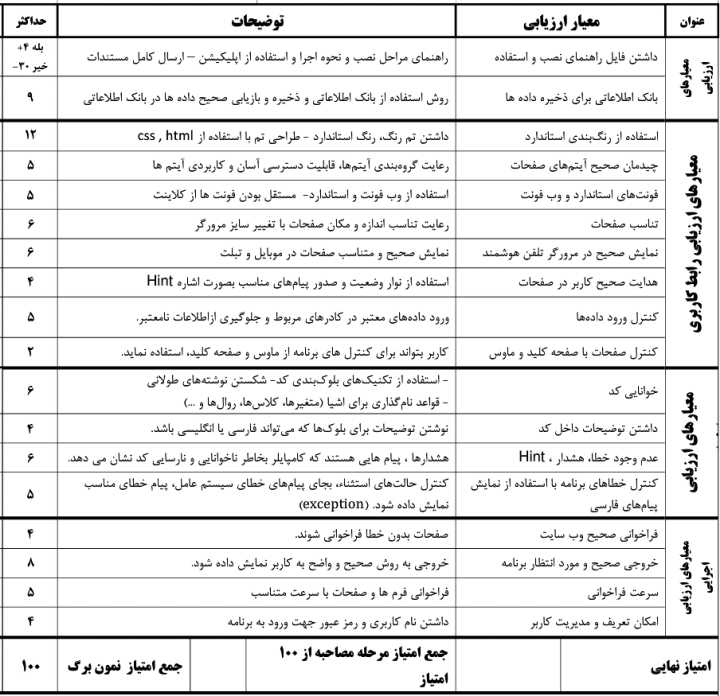 عنوان معیار ارزیابی توضیحات حداکثر
معیارهای ارزیابی
داشتن فایل راهنمای نصب و استفاده راهنمای مراحل نصب و نحوه اجرا و استفاده از اپلیکیشن – ارسال کامل مستندات بله ۴+
خیر ۳۰–
بانک اطلاعاتی برای ذخیره داده ها روش استفاده از بانک اطلاعاتی و ذخیره و بازیابی صحیح داده ها در بانک اطلاعاتی ۹
معیارهای ارزیابی رابط کاربری
استفاده از رنگ‌بندی استاندارد داشتن تم رنگ، رنگ استاندارد - طراحی تم با استفاده از css , html ۱۲
چیدمان صحیح آیتم‌های صفحات رعایت گروه‌بندی آیتم‌ها، قابلیت دسترسی آسان و کاربردی آیتم ها ۵
فونت‌های استاندارد و وب فونت استفاده از وب فونت و استاندارد- مستقل بودن فونت ها از کلاینت ۵
تناسب صفحات رعایت تناسب اندازه و مکان صفحات با تغییر سایز مرورگر ۶
نمایش صحیح در مرورگر تلفن هوشمند نمایش صحیح و متناسب صفحات در موبایل و تبلت ۶
هدایت صحیح کاربر در صفحات استفاده از نوار وضعیت و صدور پیام‌های مناسب بصورت اشاره Hint ۴
کنترل ورود داده‌ها ورود داده‌های معتبر در کادرهای مربوط و جلوگیری ازاطلاعات نامعتبر. ۵
کنترل صفحات با صفحه کلید و ماوس کاربر بتواند برای کنترل های برنامه از ماوس و صفحه کلید، استفاده نماید. ۲
معیارهای ارزیابی
خوانایی کد - استفاده از تکنیک‌های بلوک‌بندی کد- شکستن نوشته‌های طولانی
- قواعد نام‌گذاری برای اشیا (متغیرها، کلاس‌ها، روال‌ها و ...) ۶
داشتن توضیحات داخل کد نوشتن توضیحات برای بلوک‌ها که می‌تواند فارسی یا انگلیسی باشد. ۴
عدم وجود خطا، هشدار ، Hint هشدارها ، پیام هایی هستند که کامپایلر بخاطر ناخوانایی و نارسایی کد نشان می دهد. ۶
کنترل خطاهای برنامه با استفاده از نمایش کنترل حالت‌های استثناء، بجای پیام‌های خطای سیستم عامل، پیام خطای مناسب ۵
پیام‌های فارسی نمایش داده شود. (exception)
معیارهای ارزیابی اجرایی
فراخوانی صحیح وب سایت صفحات بدون خطا فراخوانی شوند. ۴
خروجی صحیح و مورد انتظار برنامه خروجی به روش صحیح و واضح به کاربر نمایش داده شود. ۸
سرعت فراخوانی فراخوانی فرم ها و صفحات با سرعت متناسب ۵
امکان تعریف و مدیریت کاربر داشتن نام کاربری و رمز عبور جهت ورود به برنامه ۴
امتیاز نهایی جمع امتیاز مرحله مصاحبه از ۱۰۰ جمع امتیاز نمون برگ ۱۰۰
امتیاز